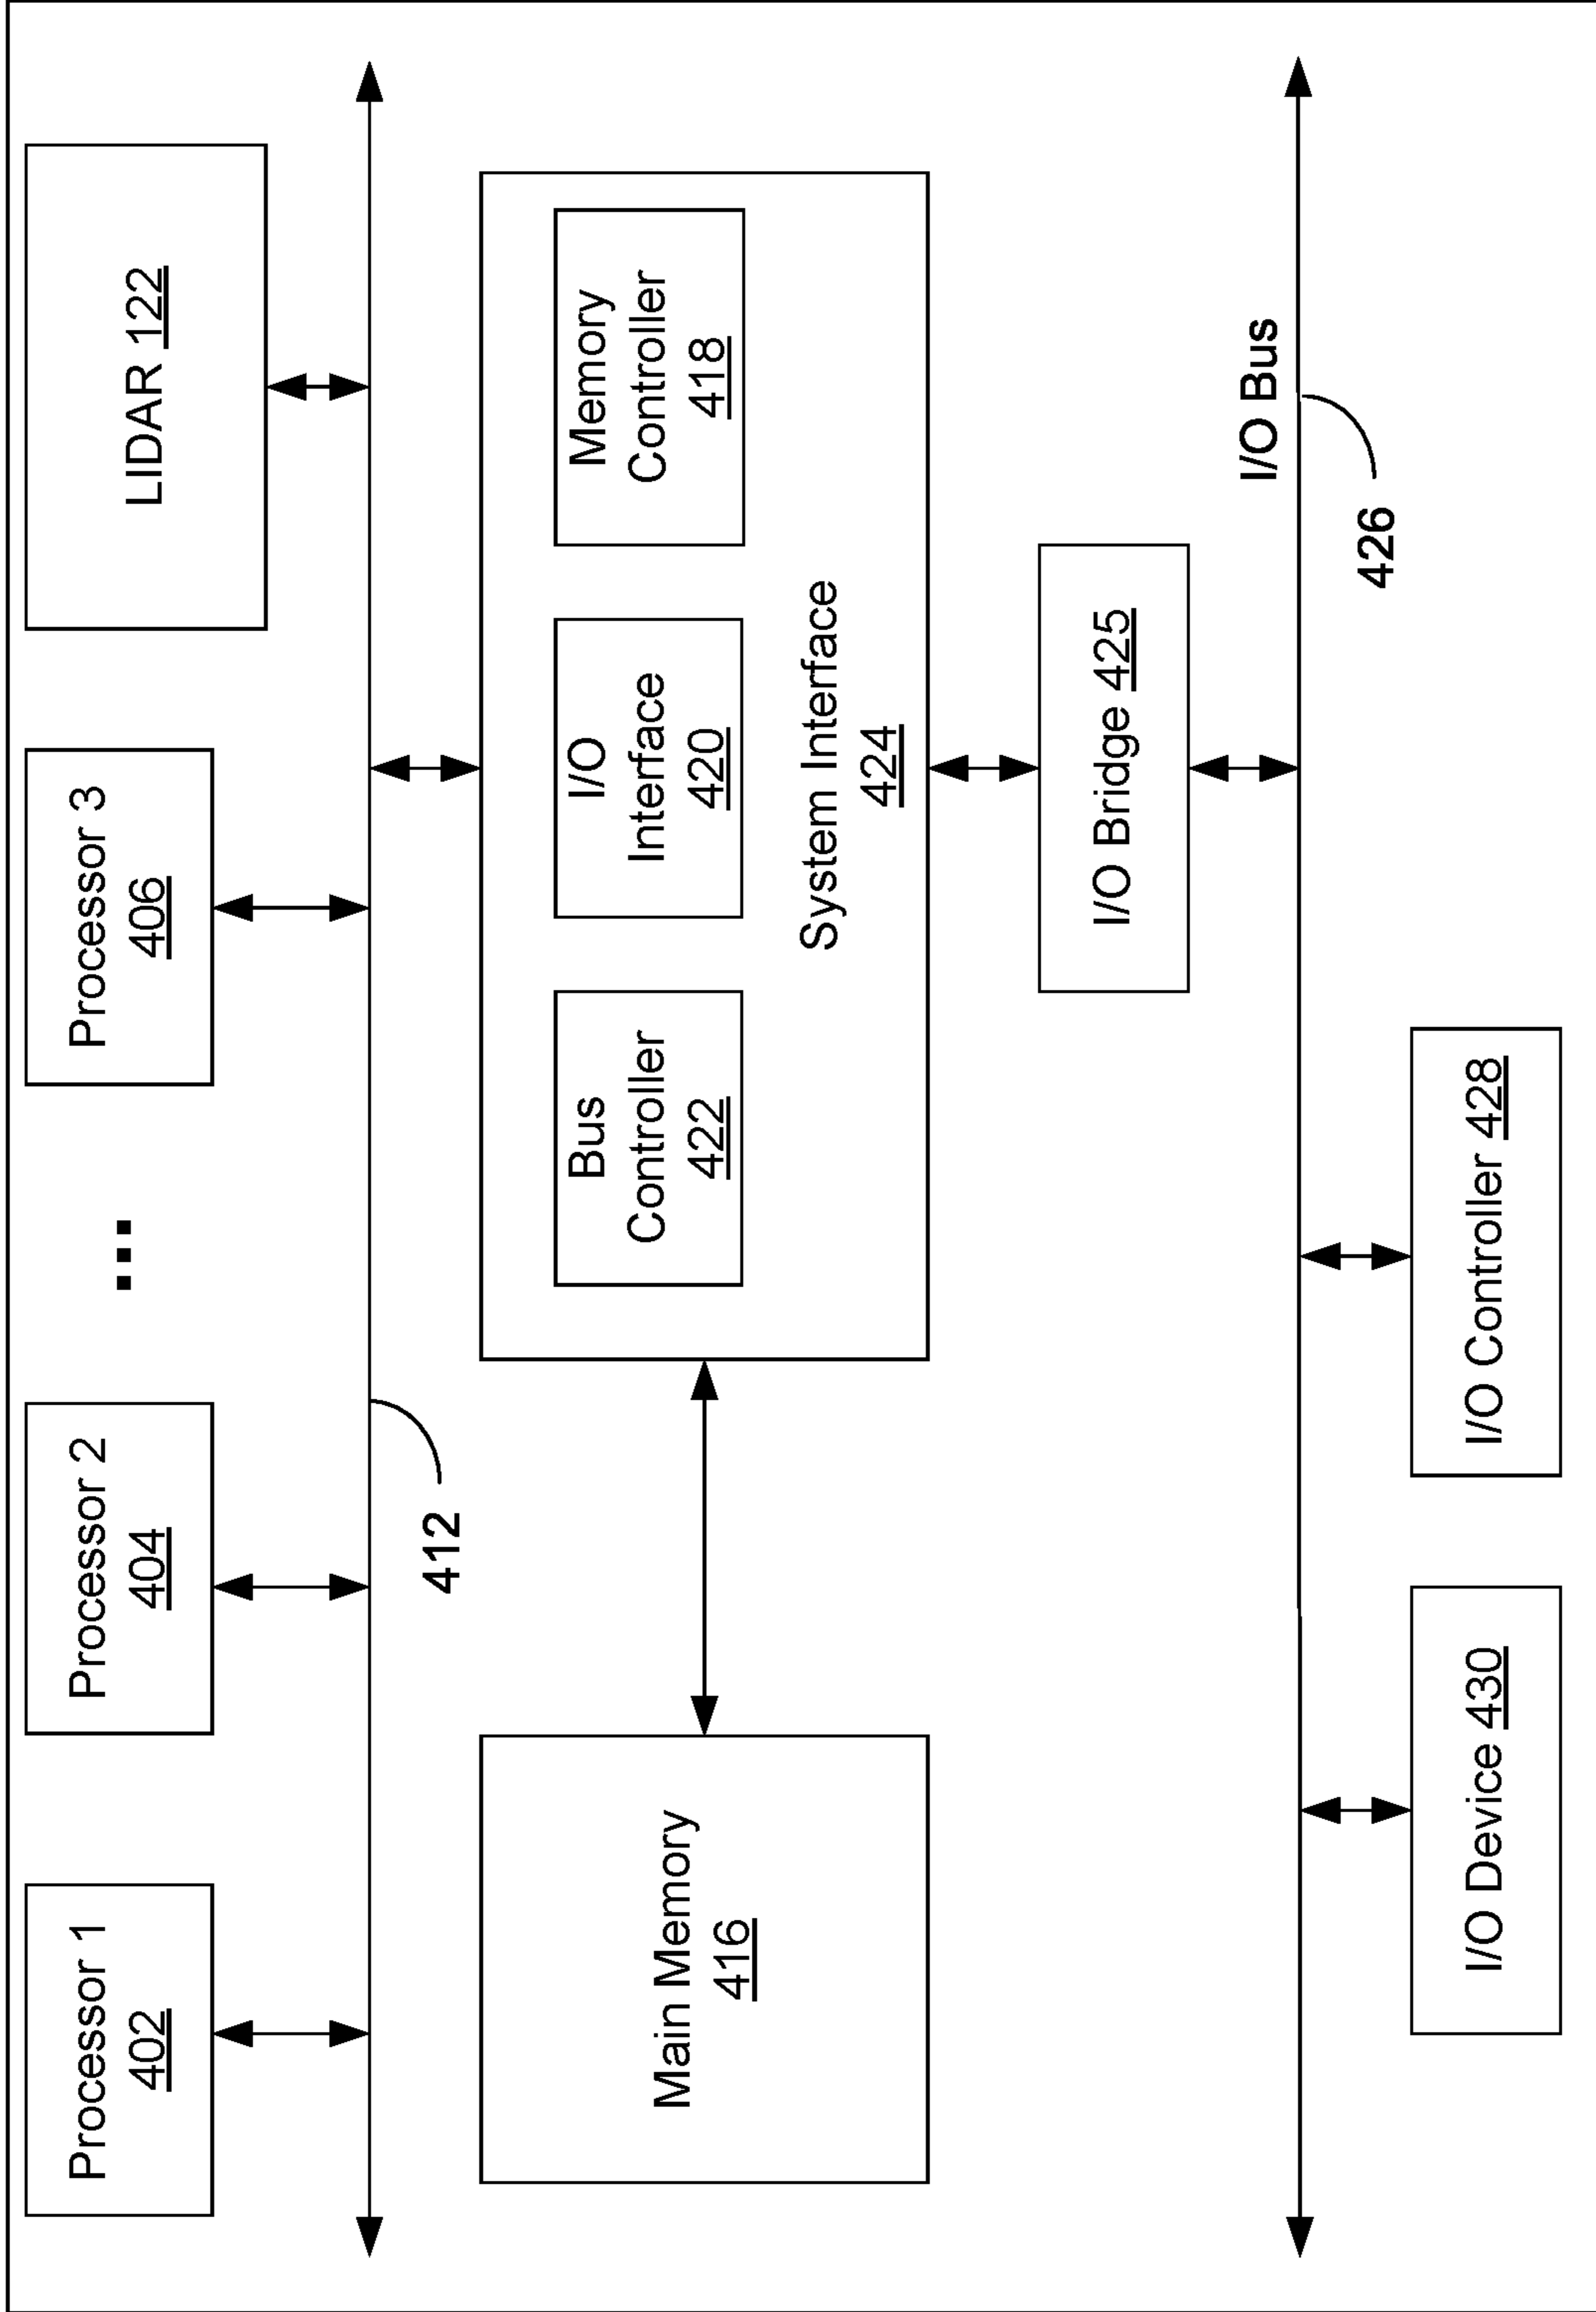 Processor 1
402
Processor 2
404
...
Processor 3
406
LIDAR 122
412
Main Memory
416
Bus
Controller
422
I/O
Interface
420
Memory
Controller
418
System Interface
424
I/O Bridge 425
I/O Bus
426
I/O Device 430
I/O Controller 428